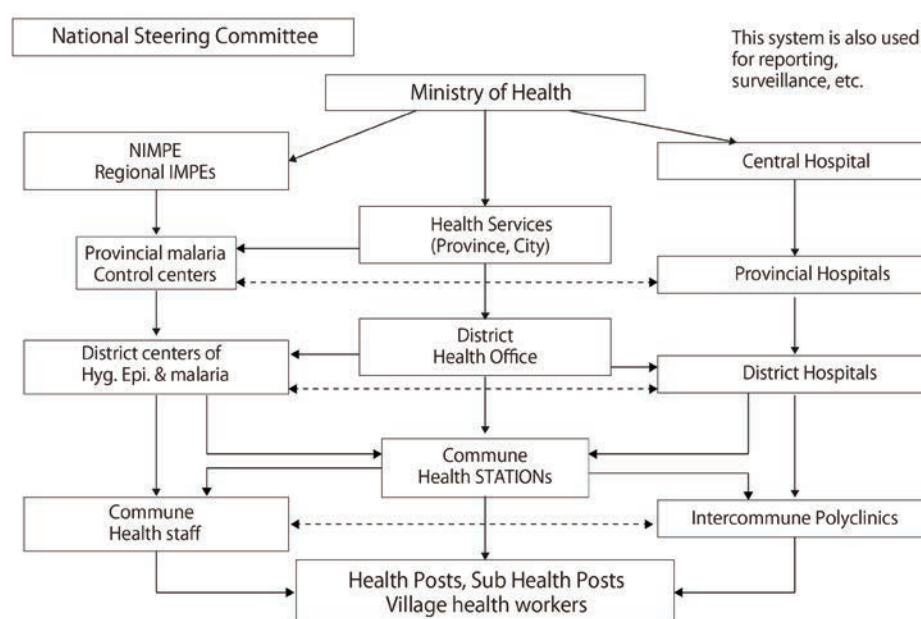 National Steering Committee
This system is also used
for reporting,
surveillance, etc.
Ministry of Health
NIMPE
Regional IMPEs
Central Hospital
Health Services
(Province, City)
Provincial malaria
Control centers
Provincial Hospitals
District
Health Office
District centers of
Hyg. Epi. & malaria
District Hospitals
Commune
Health STATIONs
Commune
Health staff
Intercommune Polyclinics
Health Posts, Sub Health Posts
Village health workers